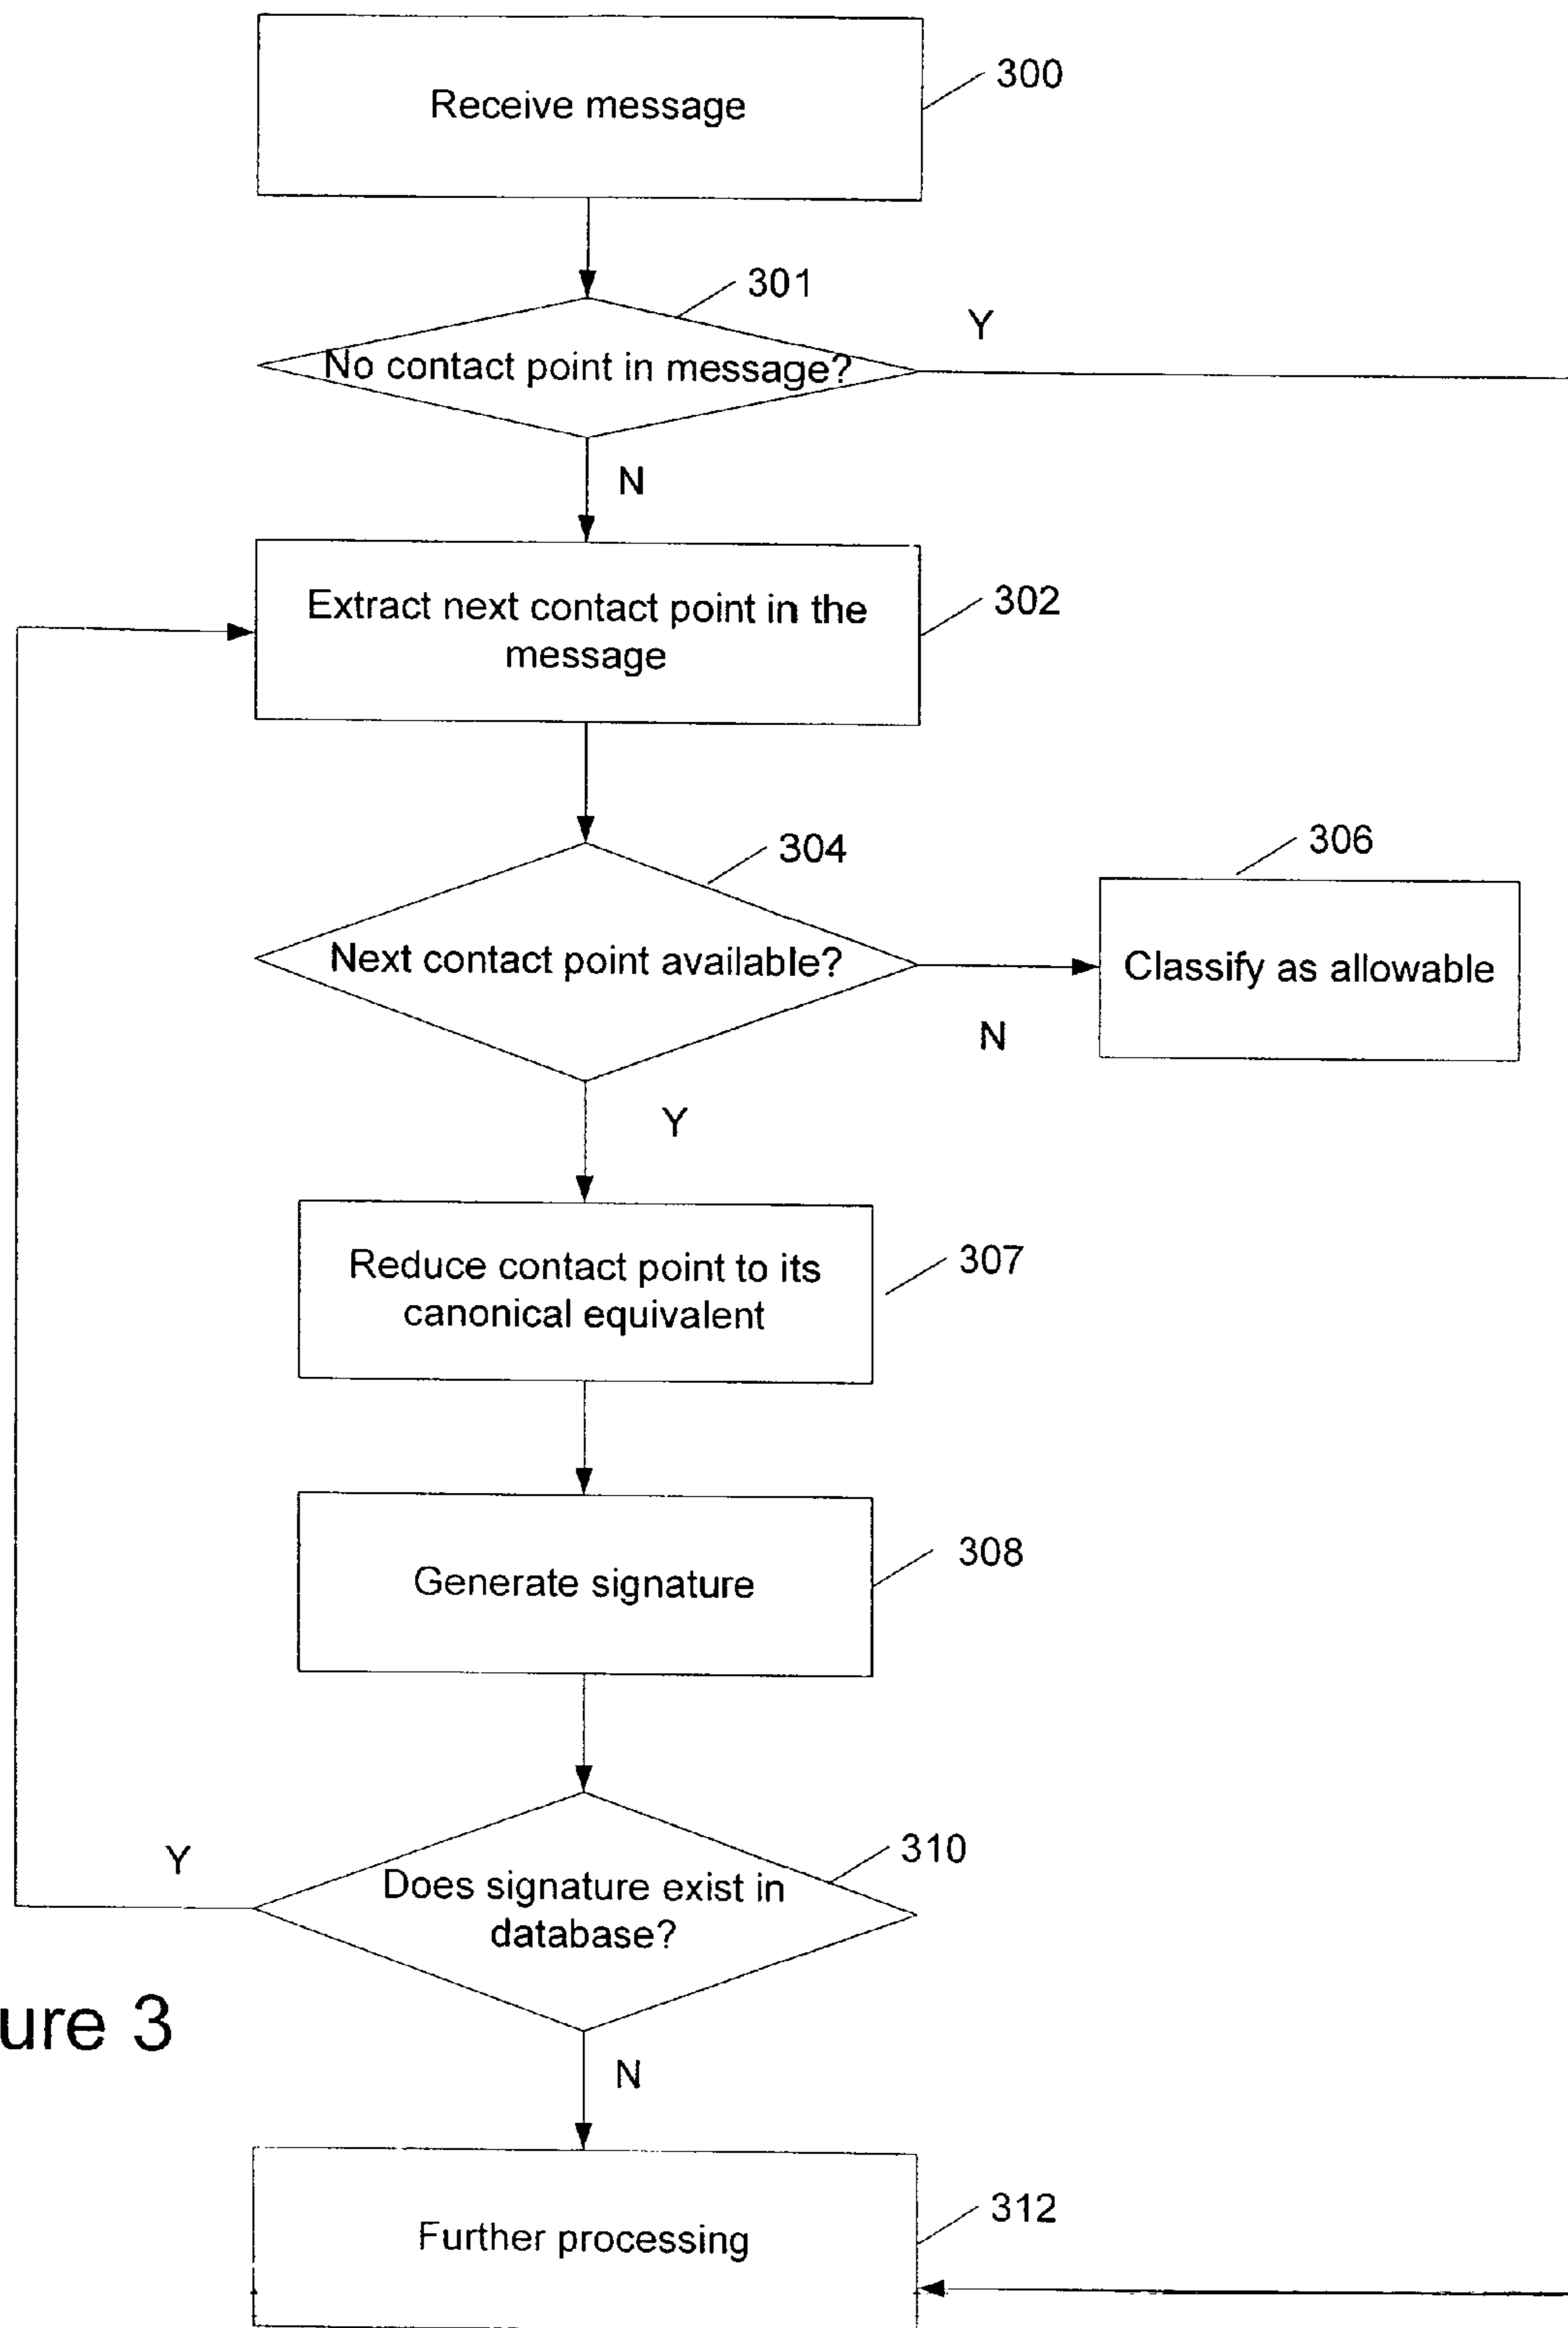 Receive message
300
301
No contact point in message?
Y
N
Extract next contact point in the
message
302
304
Next contact point available?
N
306
Classify as allowable
Y
Reduce contact point to its
canonical equivalent
307
Generate signature
308
310
Does signature exist in
database?
Y
N
ure 3
Further processing
312